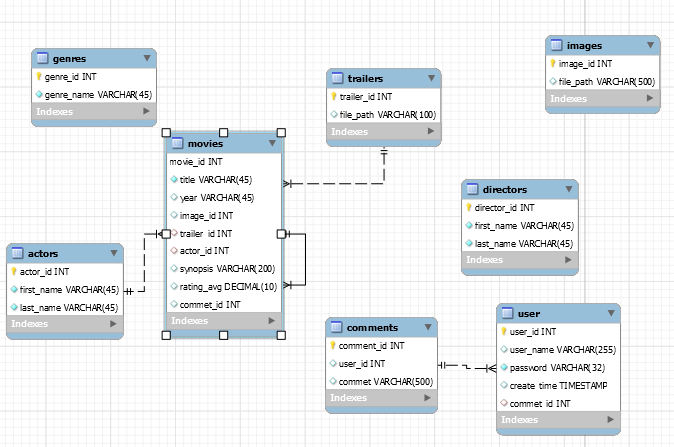 genres
genre_id INT
genre_name VARCHAR(45)
Indexes
trailers
trailer_id INT
file_path VARCHAR(100)
Indexes
images
image_id INT
file_path VARCHAR(500)
Indexes
movies
movie_id INT
title VARCHAR(45)
year VARCHAR(45)
image_id INT
trailer_id INT
actor_id INT
synopsis VARCHAR(200)
rating_avg DECIMAL(10)
commet_id INT
Indexes
directors
director_id INT
first_name VARCHAR(45)
last_name VARCHAR(45)
Indexes
actors
actor_id INT
first_name VARCHAR(45)
last_name VARCHAR(45)
Indexes
comments
comment_id INT
user_id INT
commet VARCHAR(500)
Indexes
user
user_id INT
user_name VARCHAR(255)
password VARCHAR(32)
create_time TIMESTAMP
commet_id INT
Indexes